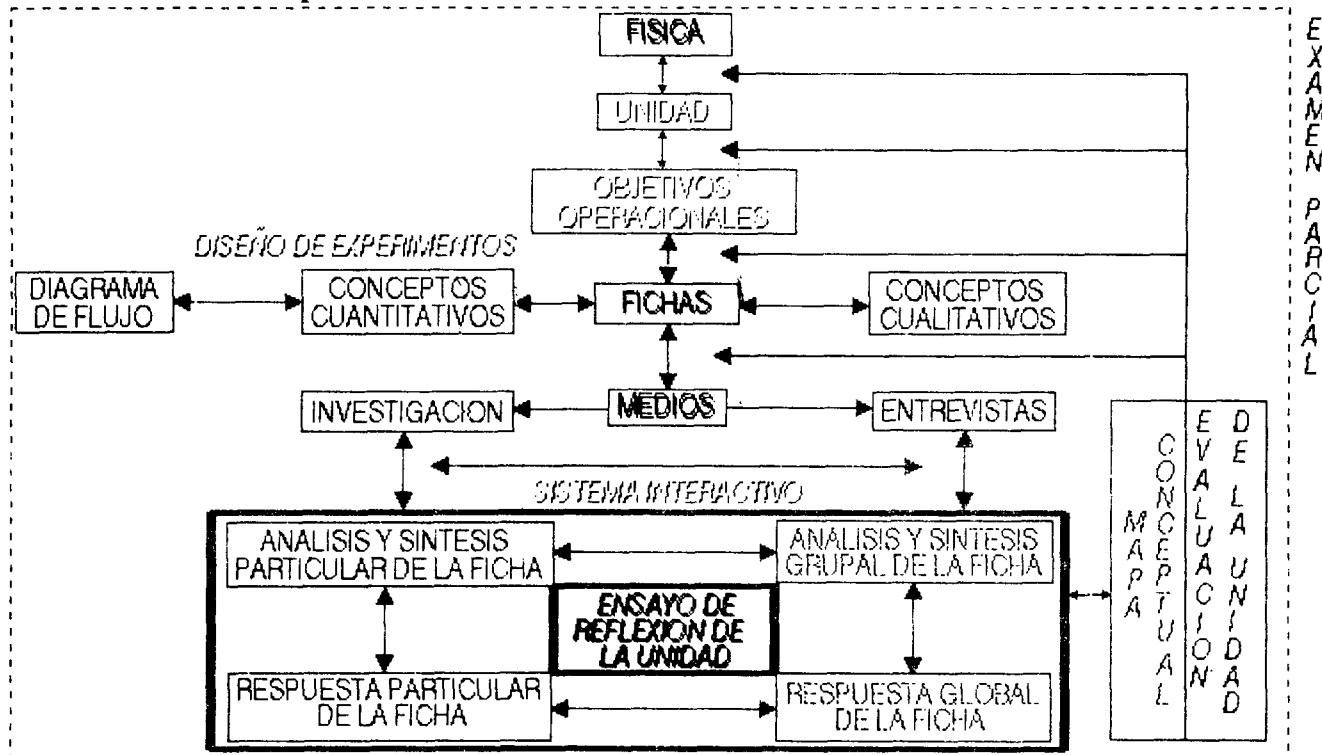 FISICA
UNIDAD
OBJETIVOS
OPERACIONALES
DISEÑO DE EXPERIMENTOS
DIAGRAMA
DE FLUJO
CONCEPTOS
CUANTITATIVOS
FICHAS
CONCEPTOS
CUALITATIVOS
INVESTIGACION
MEDIOS
ENTREVISTAS
SISTEMA INTERACTIVO
ANALISIS Y SINTESIS
PARTICULAR DE LA FICHA
ANALISIS Y SINTESIS
GRUPAL DE LA FICHA
ENSAYO DE
REFLEXION DE
LA UNIDAD
RESPUESTA PARTICULAR
DE LA FICHA
RESPUESTA GLOBAL
DE LA FICHA
MAPA
CONCEPTUAL
EVALUACION
DE LA UNIDAD
EXAMEN PARCIAL